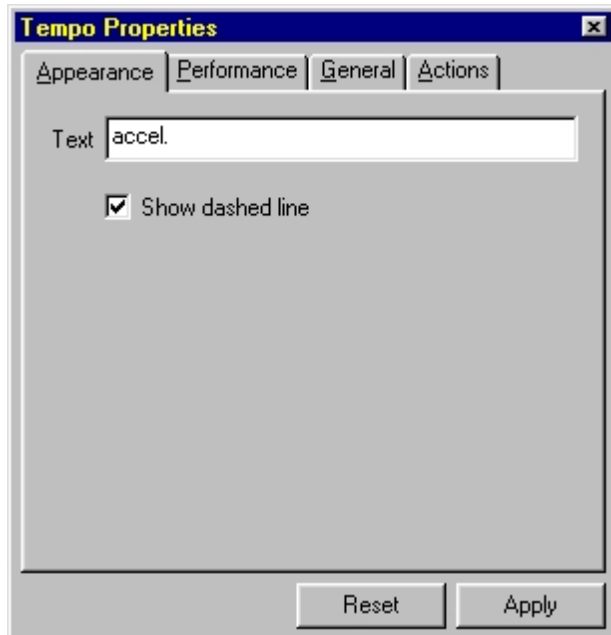 Tempo Properties
Appearance Performance General Actions
Text accel.
Show dashed line
Reset Apply